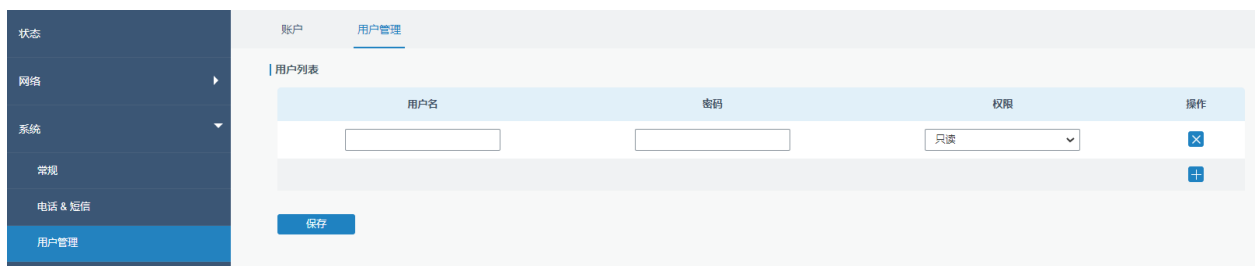 状态
网络
系统
常规
电话 & 短信
用户管理
账户 用户管理
用户列表
用户名 密码 权限 操作
只读
保存